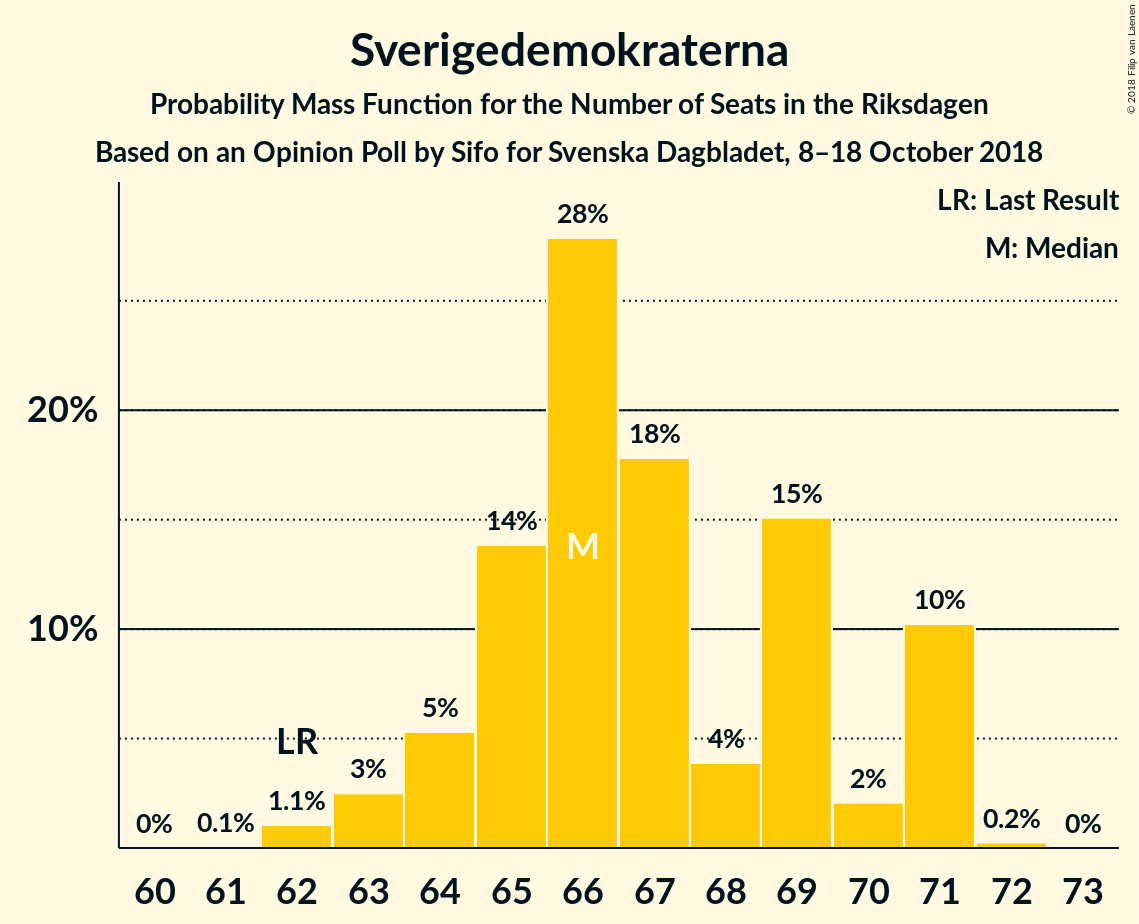 Sverigedemokraterna
Probability Mass Function for the Number of Seats in the Riksdagen
Based on an Opinion Poll by Sifo for Svenska Dagbladet, 8–18 October 2018
© 2018 Filip van Laenen
LR: Last Result
M: Median
20%
10%
0%
0.1%
LR
1.1%
3%
5%
14%
28%
M
18%
4%
15%
2%
10%
0.2%
0%
60 61 62 63 64 65 66 67 68 69 70 71 72 73